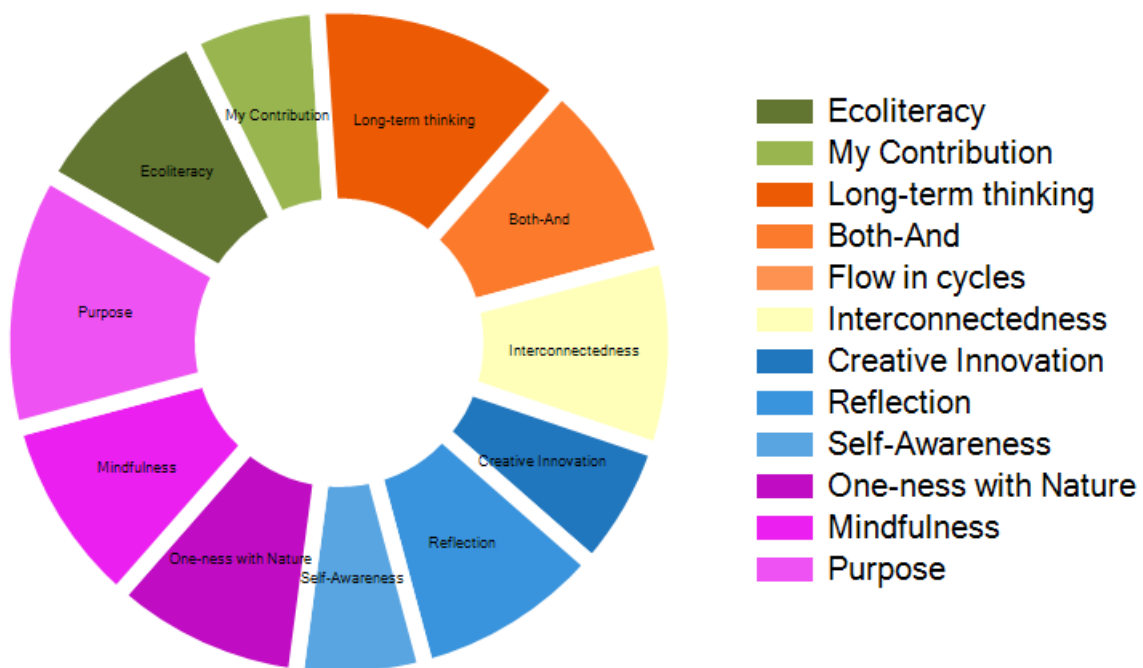 My Contribution
Long-term thinking
Ecoliteracy
Both-And
Purpose
Interconnectedness
Mindfulness
Creative Innovation
One-ness with Nature
Reflection
Self-Awareness
Ecoliteracy
My Contribution
Long-term thinking
Both-And
Flow in cycles
Interconnectedness
Creative Innovation
Reflection
Self-Awareness
One-ness with Nature
Mindfulness
Purpose